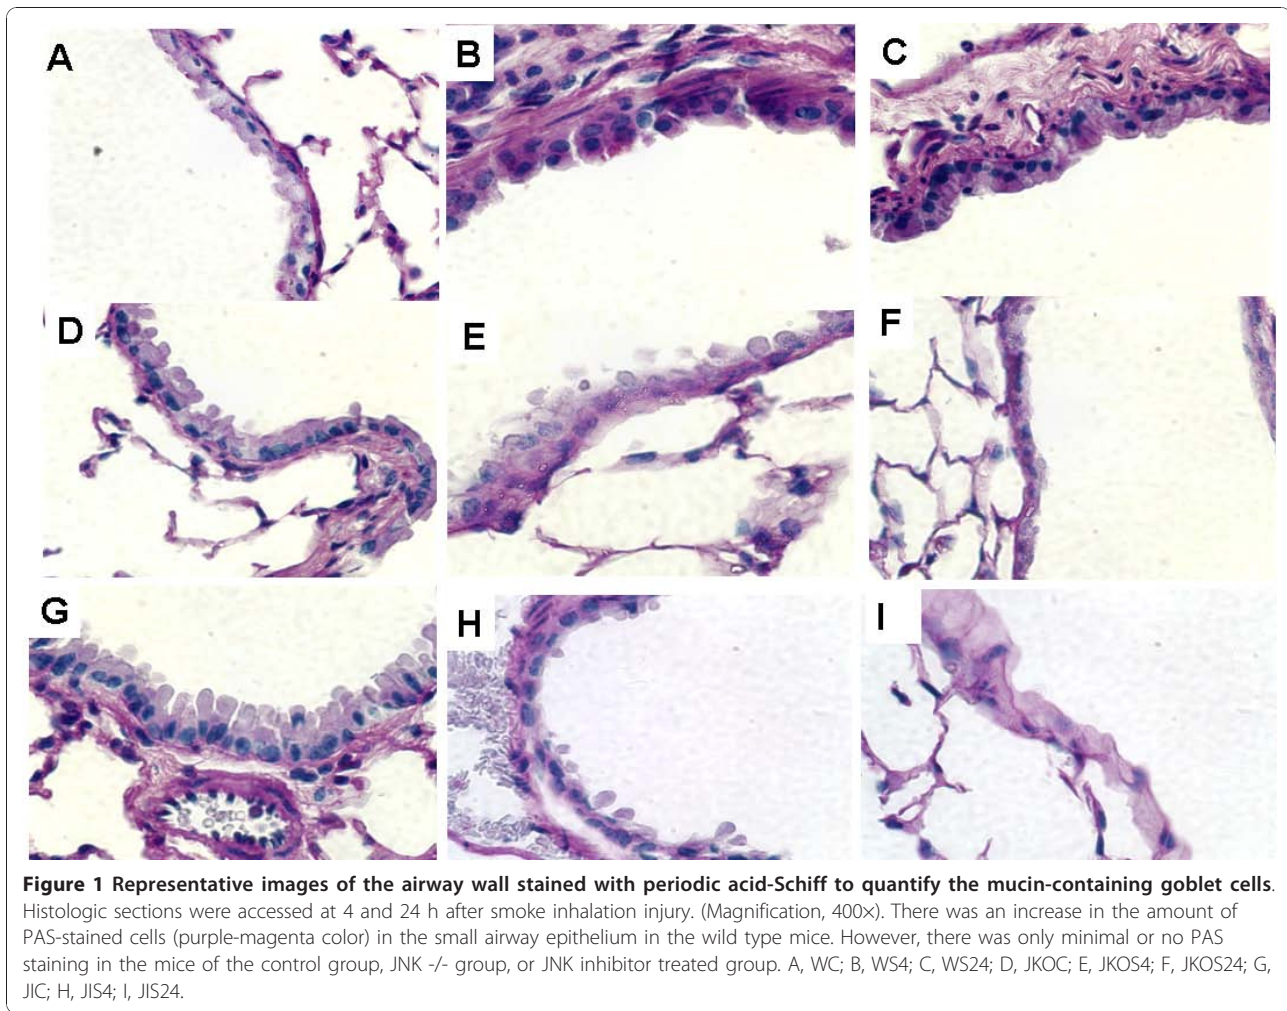 A
B
C
D
E
F
G
H
I
Figure 1 Representative images of the airway wall stained with periodic acid-Schiff to quantify the mucin-containing goblet cells.
Histologic sections were accessed at 4 and 24 h after smoke inhalation injury. (Magnification, 400×). There was an increase in the amount of
PAS-stained cells (purple-magenta color) in the small airway epithelium in the wild type mice. However, there was only minimal or no PAS
staining in the mice of the control group, JNK -/- group, or JNK inhibitor treated group. A, WC; B, WS4; C, WS24; D, JKOC; E, JKOS4; F, JKOS24; G,
JIC; H, JIS4; I, JIS24.